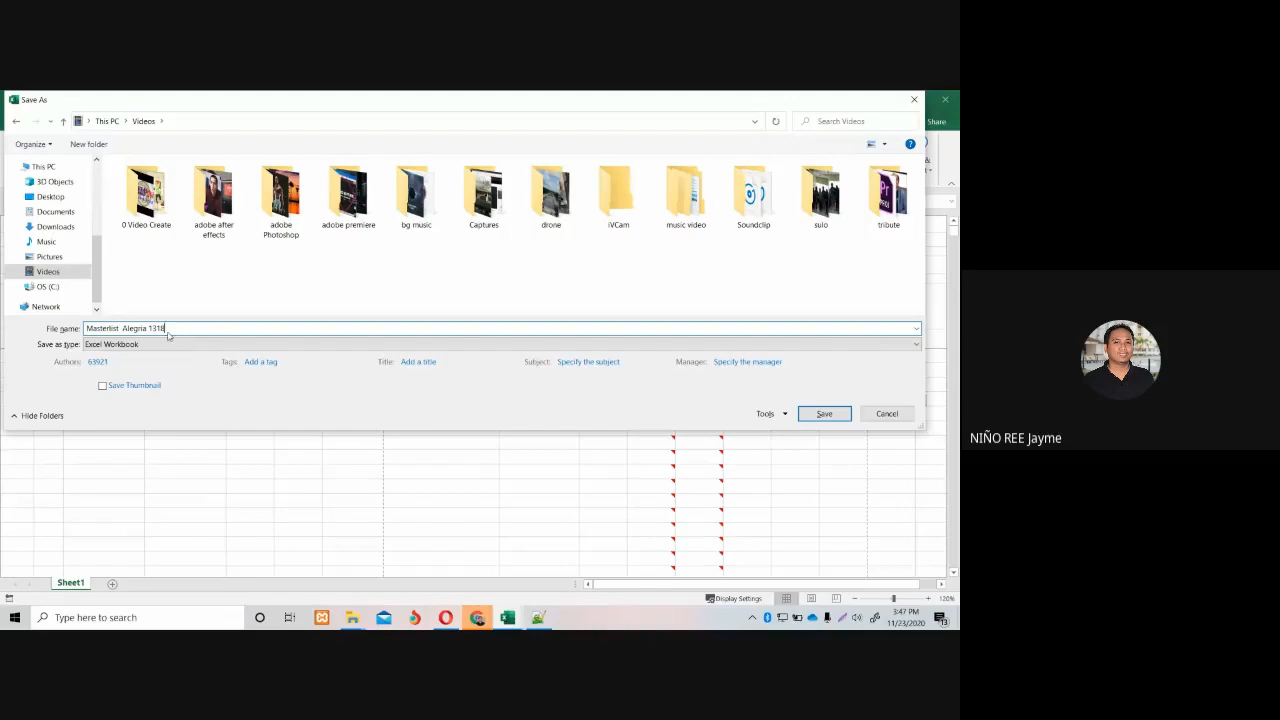 Save As
Share
This PC > Videos >
Search Videos
Organize
New folder
This PC
3D Objects
Desktop
Documents
Downloads
Music
Pictures
Videos
OS (C:)
Network
0 Video Create
adobe after effects
adobe Photoshop
adobe premiere
bg music
Captures
drone
iVCam
music video
Soundclip
sulo
tribute
File name: Masterlist Alegria 1318
Save as type: Excel Workbook
Authors: 63921
Tags: Add a tag
Title: Add a title
Subject: Specify the subject
Manager: Specify the manager
Save Thumbnail
Hide Folders
Tools
Save
Cancel
NIÑO REE Jayme
Sheet1
Display Settings
120%
Type here to search
3:47 PM
11/23/2020